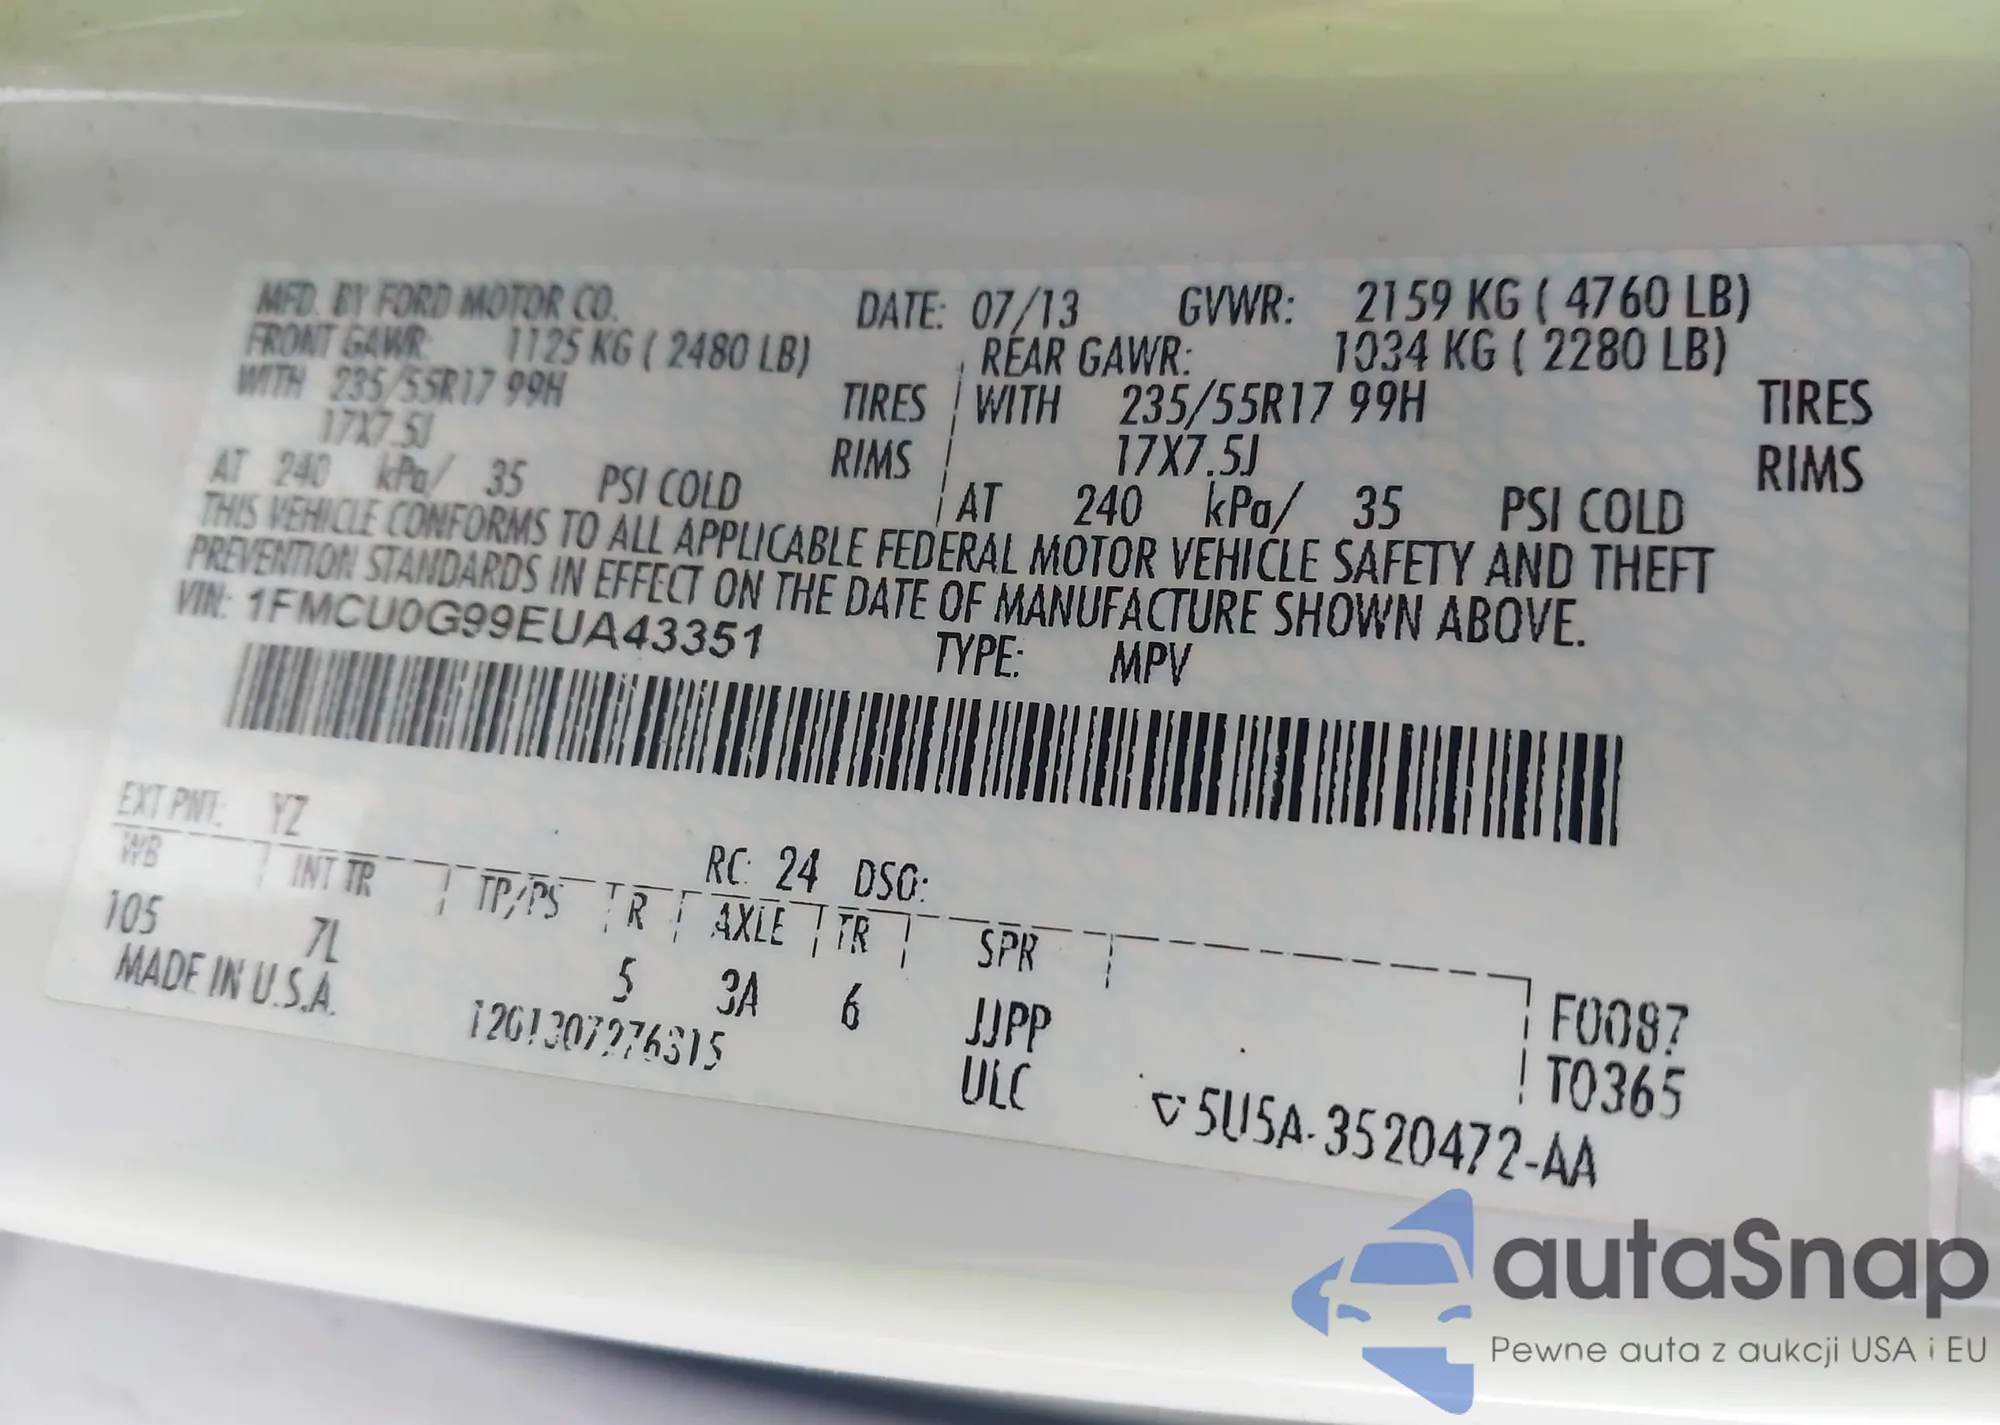 MFD. BY FORD MOTOR CO. DATE: 07/13 GVWR: 2159 KG ( 4760 LB)
FRONT GAWR: 1125 KG ( 2480 LB) REAR GAWR: 1034 KG ( 2280 LB)
WITH 235/55R17 99H TIRES WITH 235/55R17 99H TIRES
17X7.5J RIMS 17X7.5J RIMS
AT 240 kPa/ 35 PSI COLD AT 240 kPa/ 35 PSI COLD
THIS VEHICLE CONFORMS TO ALL APPLICABLE FEDERAL MOTOR VEHICLE SAFETY AND THEFT
PREVENTION STANDARDS IN EFFECT ON THE DATE OF MANUFACTURE SHOWN ABOVE.
VIN: 1FMCU0G99EUA43351 TYPE: MPV
EXT PNT: YZ RC: 24 DSO:
WB INT TR TP/PS R AXLE TR SPR
105 7L 5 3A 6 JJPP F0087
MADE IN U.S.A. ULC T0365
5U5A-3520472-AA
autaSnap
Pewne auta z aukcji USA i EU